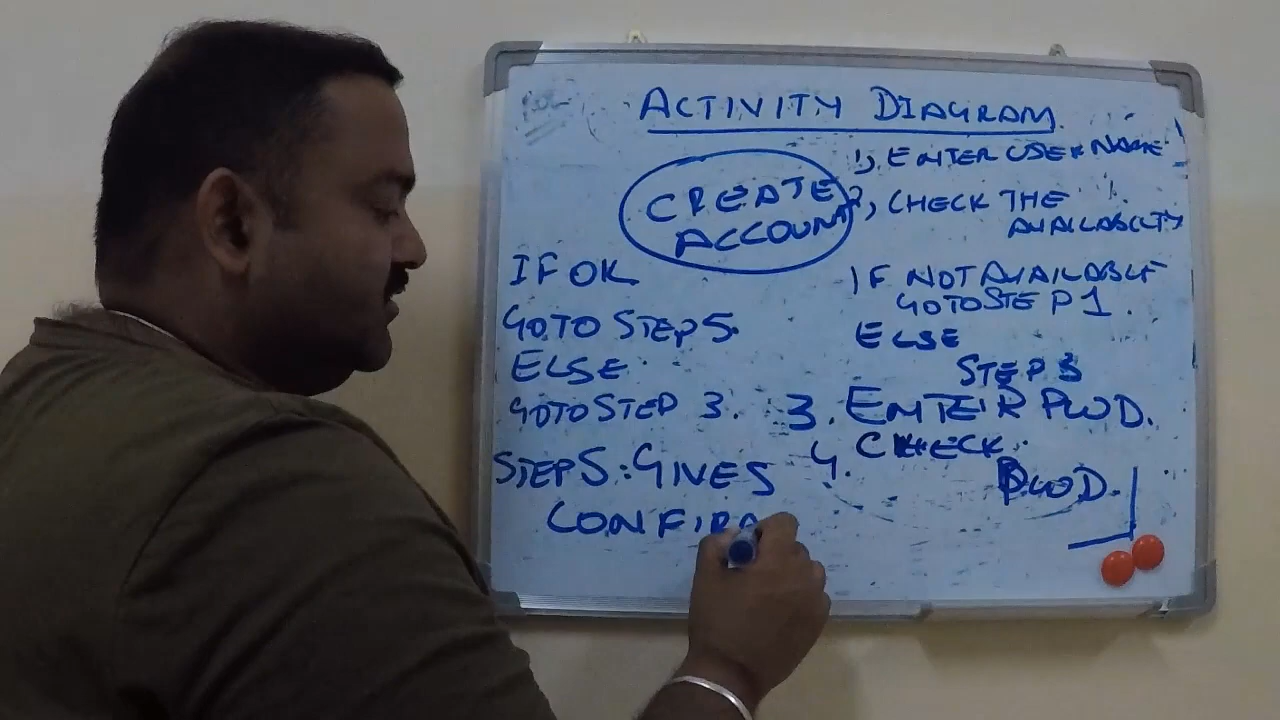 ACTIVITY DIAGRAM
CREATE
ACCOUNT
1, ENTER USER NAME
2, CHECK THE
AVAILABILITY
IF NOT AVAILABLE
GOTO STEP 1.
ELSE
STEP 3
3. ENTER PWD.
4. CHECK
PWD.
IF OK
GOTO STEP 5.
ELSE
GOTO STEP 3.
STEP 5: GIVES
CONFIRM